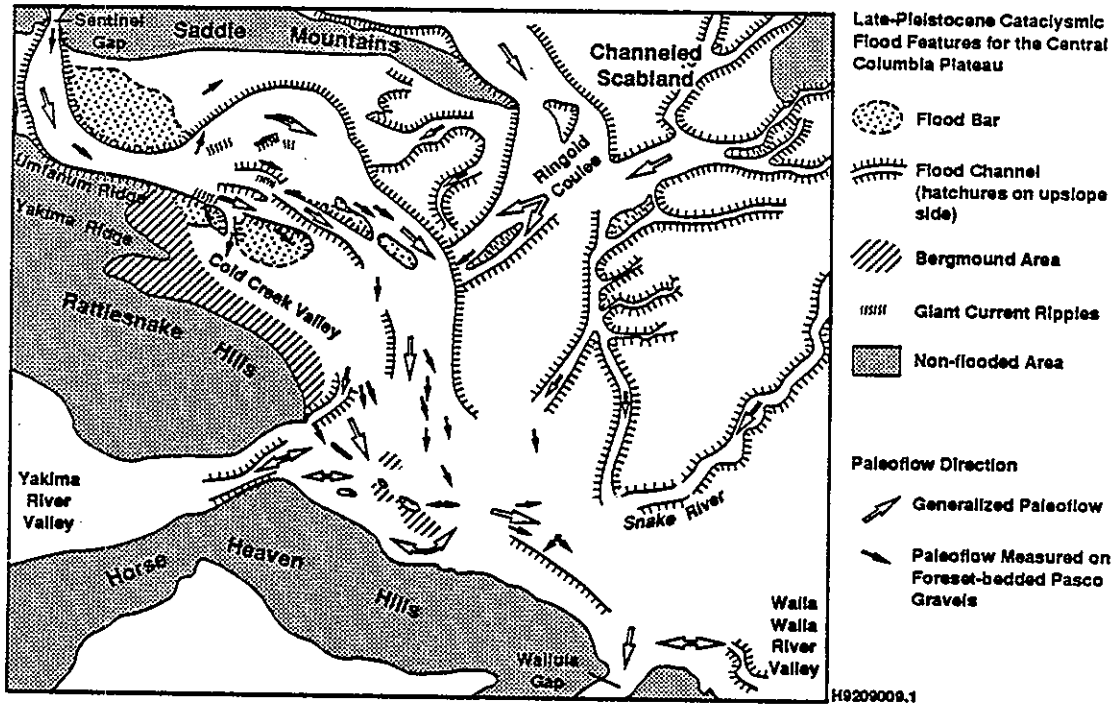 Sentinel
Gap
Saddle
Mountains
Channeled
Scabland
Ringold
Coulee
Umtanum Ridge
Yakima Ridge
Cold Creek Valley
Rattlesnake
Hills
Yakima
River
Valley
Snake River
Horse
Heaven
Hills
Wallula
Gap
Walla
Walla
River
Valley
Late-Pleistocene Cataclysmic
Flood Features for the Central
Columbia Plateau
Flood Bar
Flood Channel
(hatchures on upslope
side)
Bergmound Area
Giant Current Ripples
Non-flooded Area
Paleoflow Direction
Generalized Paleoflow
Paleoflow Measured on
Foreset-bedded Pasco
Gravels
H9209009.1